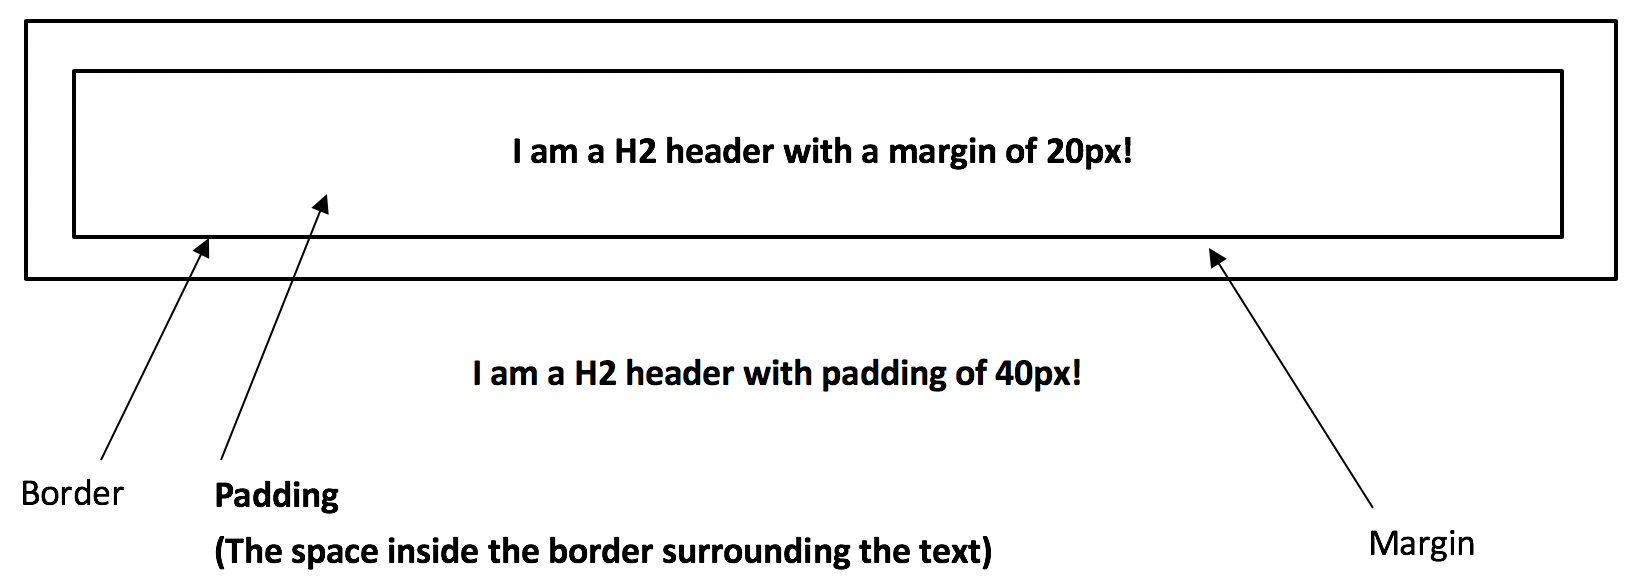 I am a H2 header with a margin of 20px!
I am a H2 header with padding of 40px!
Border
Padding
(The space inside the border surrounding the text)
Margin